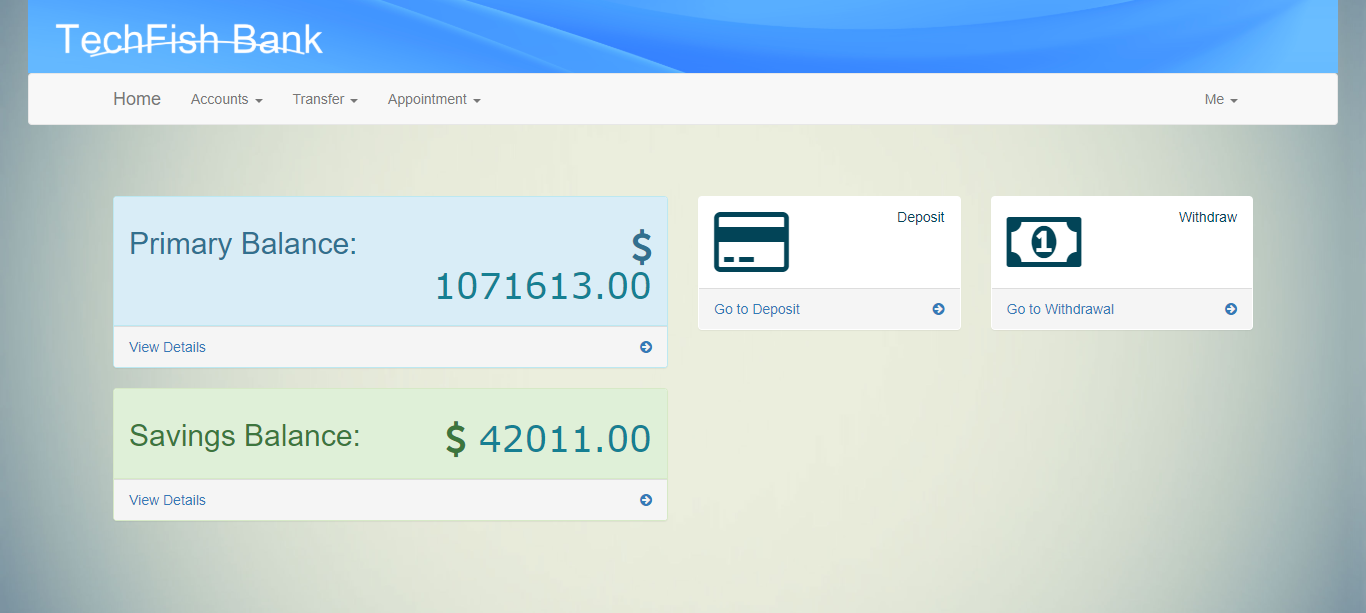 TechFish Bank
Home Accounts Transfer Appointment Me
Primary Balance: $
1071613.00
View Details
Savings Balance: $ 42011.00
View Details
Deposit
Go to Deposit
1
Withdraw
Go to Withdrawal